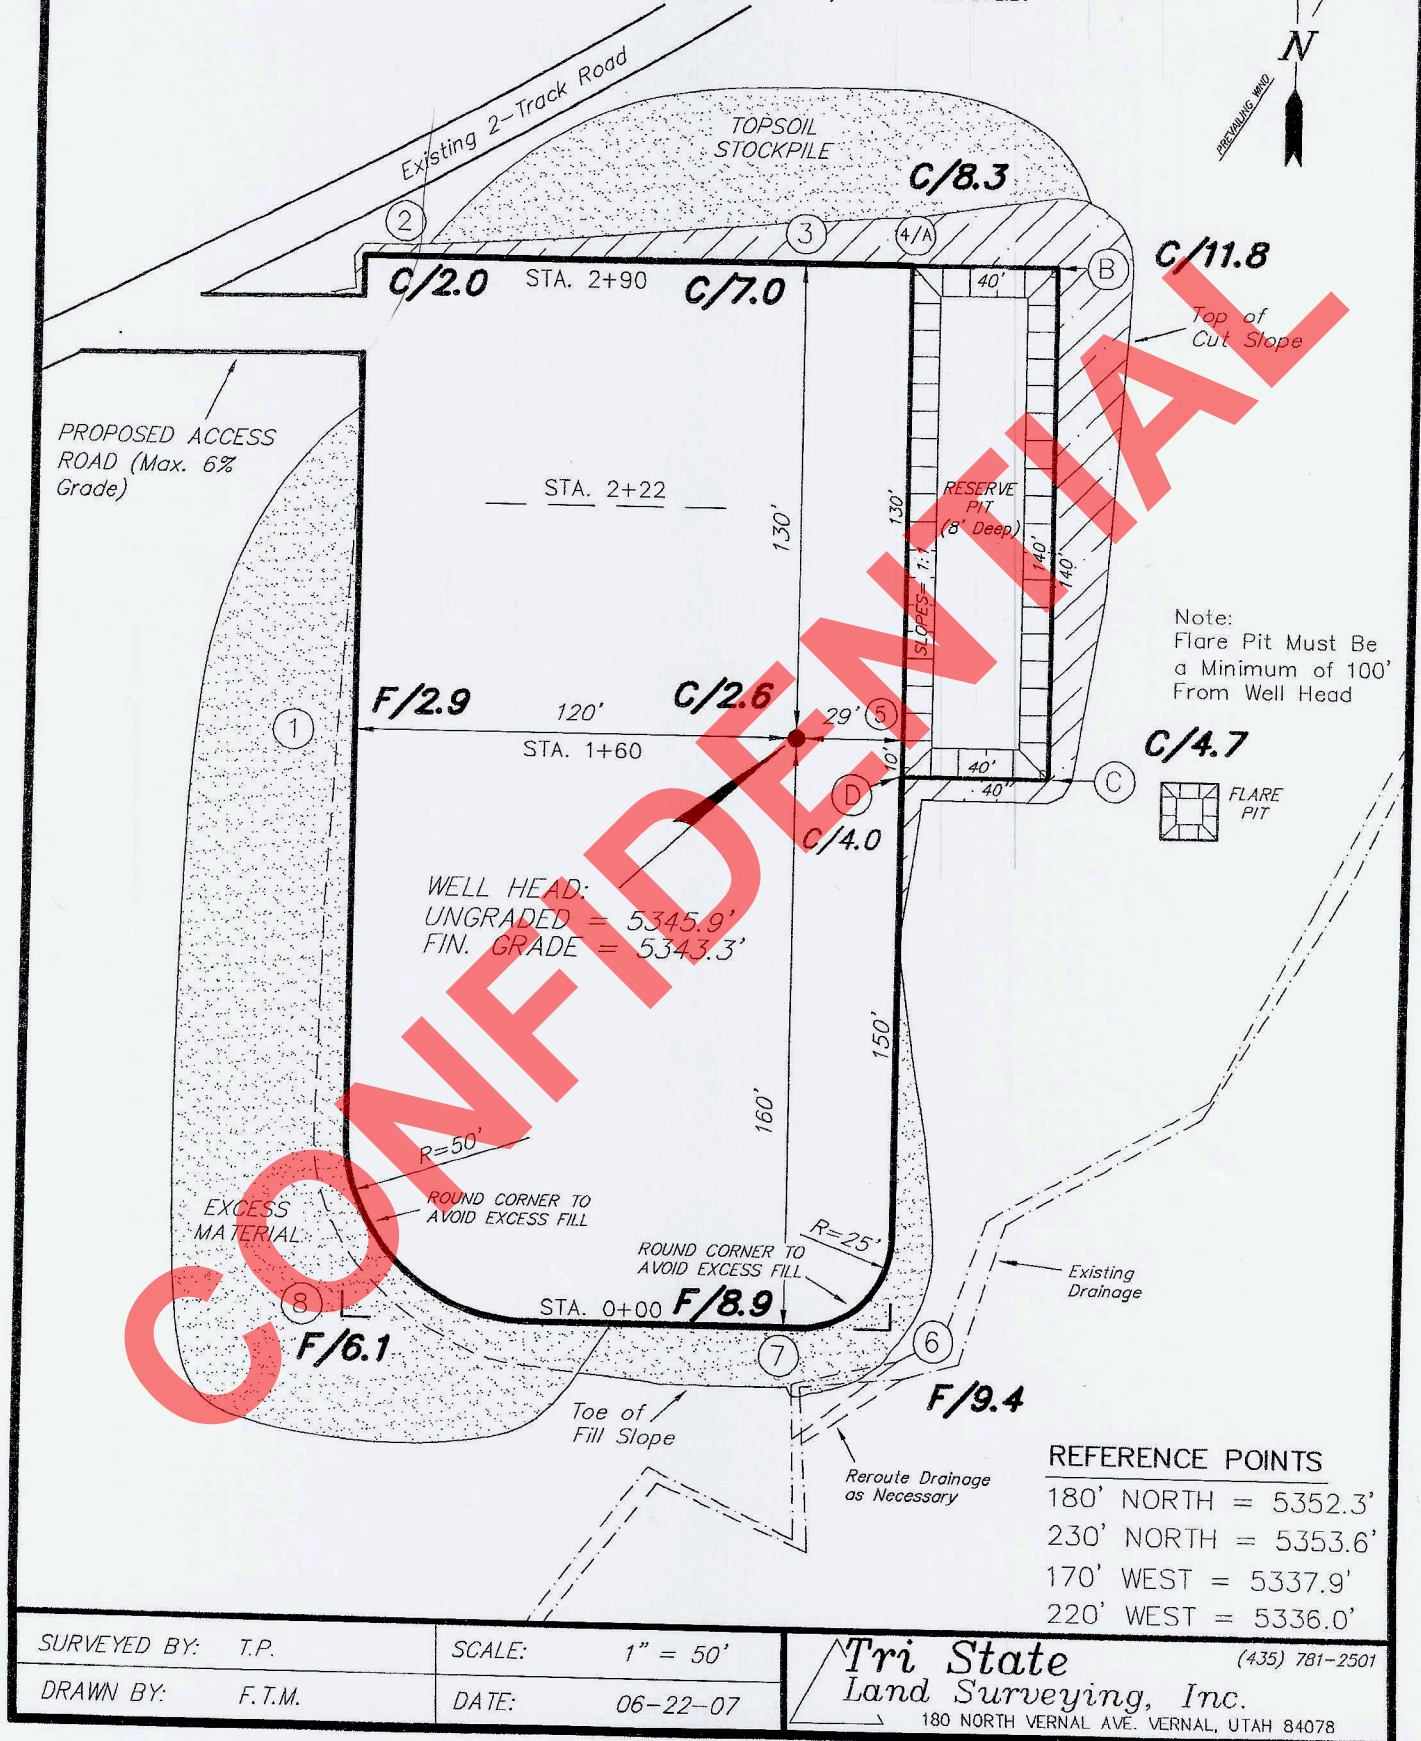 N
PREVAILING WIND
Existing 2-Track Road
TOPSOIL
STOCKPILE
C/8.3
2
3
4/A
B
C/11.8
C/2.0
STA. 2+90
C/7.0
40'
Top of
Cut Slope
PROPOSED ACCESS
ROAD (Max. 6%
Grade)
STA. 2+22
130'
130'
RESERVE
PIT
(8' Deep)
140'
140'
SLOPES= 1:1
Note:
Flare Pit Must Be
a Minimum of 100'
From Well Head
1
F/2.9
120'
C/2.6
29'
5
STA. 1+60
10'
40'
40'
D
C
C/4.7
FLARE
PIT
C/4.0
WELL HEAD:
UNGRADED = 5345.9'
FIN. GRADE = 5343.3'
150'
160'
R=50'
ROUND CORNER TO
AVOID EXCESS FILL
EXCESS
MATERIAL
R=25'
ROUND CORNER TO
AVOID EXCESS FILL
Existing
Drainage
8
STA. 0+00
F/8.9
F/6.1
7
6
F/9.4
Toe of
Fill Slope
Reroute Drainage
as Necessary
REFERENCE POINTS
180' NORTH = 5352.3'
230' NORTH = 5353.6'
170' WEST = 5337.9'
220' WEST = 5336.0'
CONFIDENTIAL
SURVEYED BY: T.P.
SCALE: 1" = 50'
DRAWN BY: F.T.M.
DATE: 06-22-07
Tri State
(435) 781-2501
Land Surveying, Inc.
180 NORTH VERNAL AVE. VERNAL, UTAH 84078